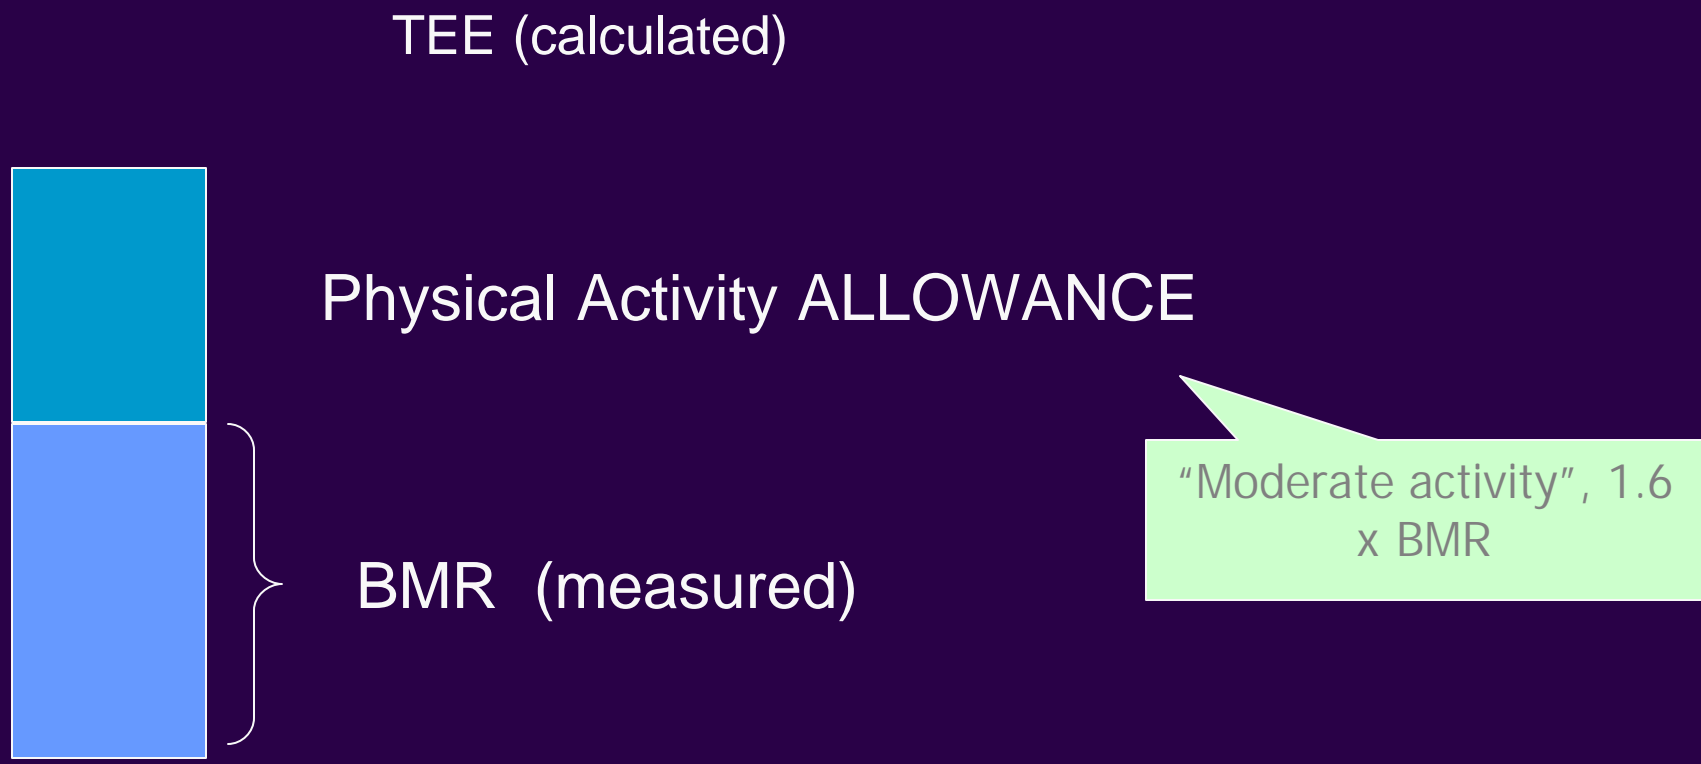 TEE (calculated)
Physical Activity ALLOWANCE
“Moderate activity”, 1.6
x BMR
BMR (measured)